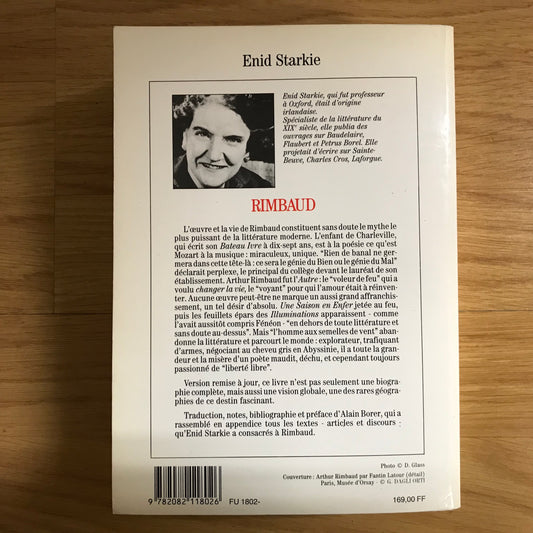 Enid Starkie
Enid Starkie, qui fut professeur
à Oxford, était d'origine
irlandaise.
Spécialiste de la littérature du
XIXe siècle, elle publia des
ouvrages sur Baudelaire,
Flaubert et Petrus Borel. Elle
projetait d'écrire sur Sainte-
Beuve, Charles Cros, Laforgue.
RIMBAUD
L'œuvre et la vie de Rimbaud constituent sans doute le mythe le
plus puissant de la littérature moderne. L'enfant de Charleville,
qui écrit son Bateau Ivre à dix-sept ans, est à la poésie ce qu'est
Mozart à la musique : miraculeux, unique. "Rien de banal ne ger-
mera dans cette tête-là : ce sera le génie du Bien ou le génie du Mal"
déclarait perplexe, le principal du collège devant le lauréat de son
établissement. Arthur Rimbaud fut l'Autre : le "voleur de feu" qui a
voulu changer la vie, le "voyant" pour qui l'amour était à réinven-
ter. Aucune œuvre peut-être ne marque un aussi grand affranchis-
sement, un tel désir d'absolu. Une Saison en Enfer jetée au feu,
puis les feuillets épars des Illuminations apparaissent - comme
l'avait aussitôt compris Fénéon - "en dehors de toute littérature et
sans doute au-dessus". Mais "l'homme aux semelles de vent" aban-
donne la littérature et parcourt le monde : explorateur, trafiquant
d'armes, négociant au cheveu gris en Abyssinie, il a toute la gran-
deur et la misère d'un poète maudit, déchu, et cependant toujours
passionné de "liberté libre".
Version remise à jour, ce livre n'est pas seulement une biogra-
phie complète, mais aussi une vision globale, une des rares géogra-
phies de ce destin fascinant.
Traduction, notes, bibliographie et préface d'Alain Borer, qui a
rassemblé en appendice tous les textes - articles et discours
qu'Enid Starkie a consacrés à Rimbaud.
Photo © D. Glass
Couverture : Arthur Rimbaud par Fantin Latour (détail)
Paris, Musée d'Orsay - © G. DAGLI ORTI
9 782082 118026
FU 1802-
169,00 FF